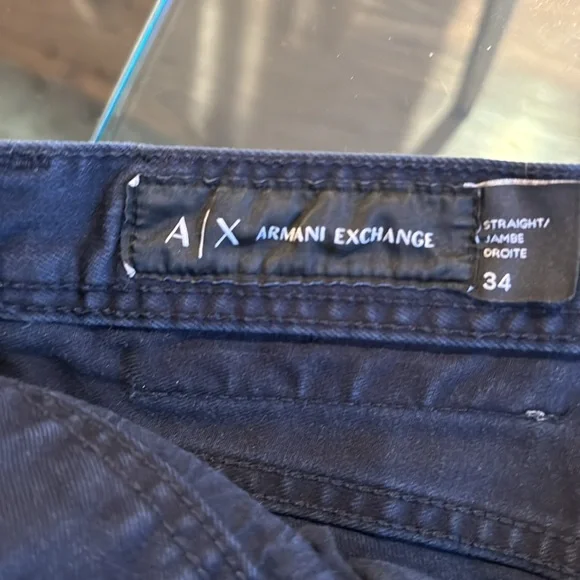 A|X ARMANI EXCHANGE
STRAIGHT/
JAMBE
DROITE
34